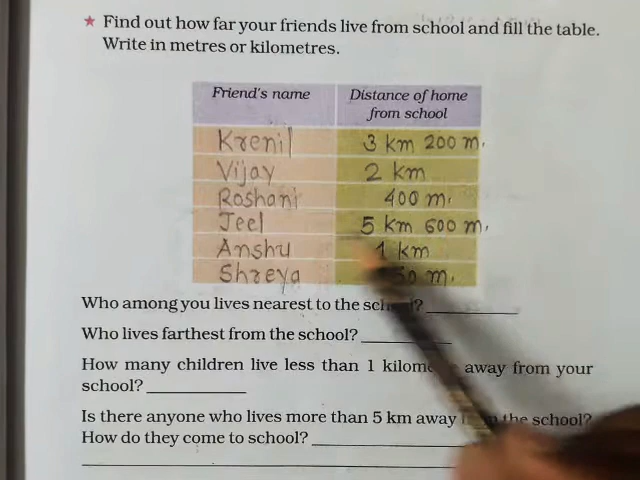 ★ Find out how far your friends live from school and fill the table.
Write in metres or kilometres.
Friend's name Distance of home from school
Krenil 3 km 200 m.
Vijay 2 km
Roshani 400 m.
Jeel 5 km 600 m.
Anshu 1 km
Shreya m.
Who among you lives nearest to the school?
Who lives farthest from the school?
How many children live less than 1 away from your
school?
Is there anyone who lives more than 5 km away the school?
How do they come to school?